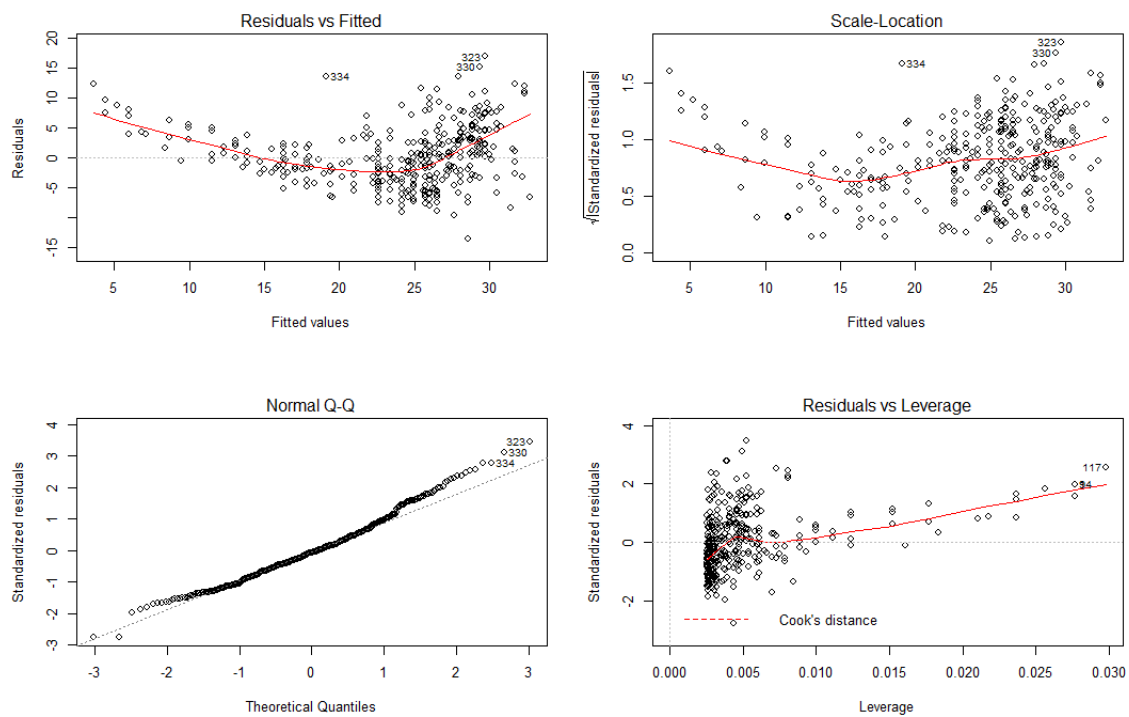 Residuals vs Fitted
Residuals
20
15
10
5
0
-5
-15
323
330
334
5 10 15 20 25 30
Fitted values
Scale-Location
√|Standardized residuals|
1.5
1.0
0.5
0.0
323
330
334
5 10 15 20 25 30
Fitted values
Normal Q-Q
Standardized residuals
4
3
2
1
0
-1
-2
-3
323
330
334
-3 -2 -1 0 1 2 3
Theoretical Quantiles
Residuals vs Leverage
Standardized residuals
4
2
0
-2
117
94
Cook's distance
0.000 0.005 0.010 0.015 0.020 0.025 0.030
Leverage